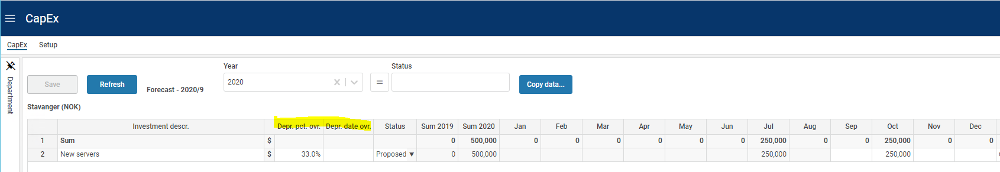 CapEx
CapEx Setup
Year Status
Save Refresh Forecast - 2020/9 2020 Copy data...
Department
Stavanger (NOK)
Investment descr. Depr. pct. ovr. Depr. date ovr. Status Sum 2019 Sum 2020 Jan Feb Mar Apr May Jun Jul Aug Sep Oct Nov Dec
1 Sum $ 0 500,000 0 0 0 0 0 0 250,000 0 0 250,000 0 0
2 New servers $ 33.0% Proposed 0 500,000 250,000 250,000